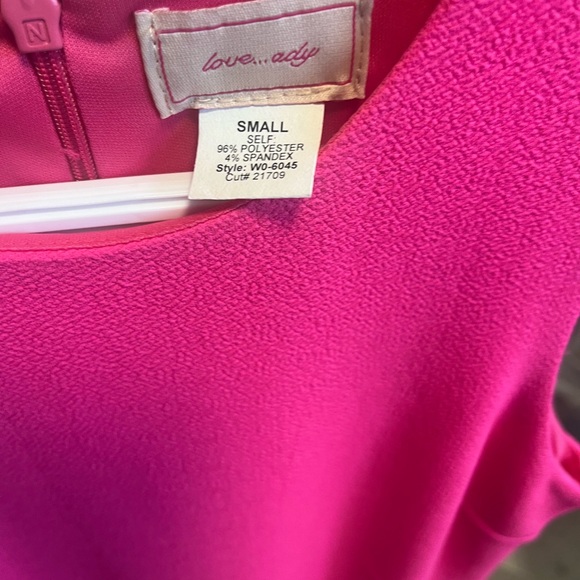 N
love...ady
SMALL
SELF:
96% POLYESTER
4% SPANDEX
Style: W0-6045
Cut# 21709